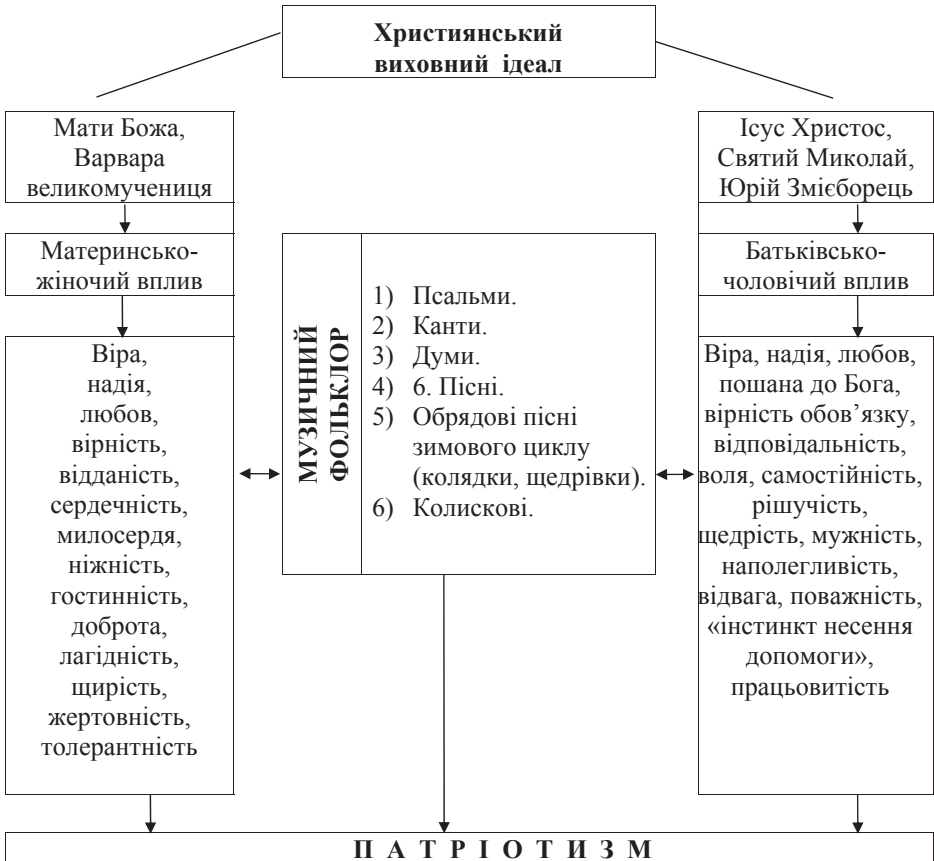 Християнський
виховний ідеал
Мати Божа,
Варвара
великомучениця
Ісус Христос,
Святий Миколай,
Юрій Змієборець
Материнсько-
жіночий вплив
Батьківсько-
чоловічий вплив
МУЗИЧНИЙ
ФОЛЬКЛОР
1) Псальми.
2) Канти.
3) Думи.
4) 6. Пісні.
5) Обрядові пісні
зимового циклу
(колядки, щедрівки).
6) Колискові.
Віра,
надія,
любов,
вірність,
відданість,
сердечність,
милосердя,
ніжність,
гостинність,
доброта,
лагідність,
щирість,
жертовність,
толерантність
Віра, надія, любов,
пошана до Бога,
вірність обов’язку,
відповідальність,
воля, самостійність,
рішучість,
щедрість, мужність,
наполегливість,
відвага, поважність,
«інстинкт несення
допомоги»,
працьовитість
П А Т Р І О Т И З М